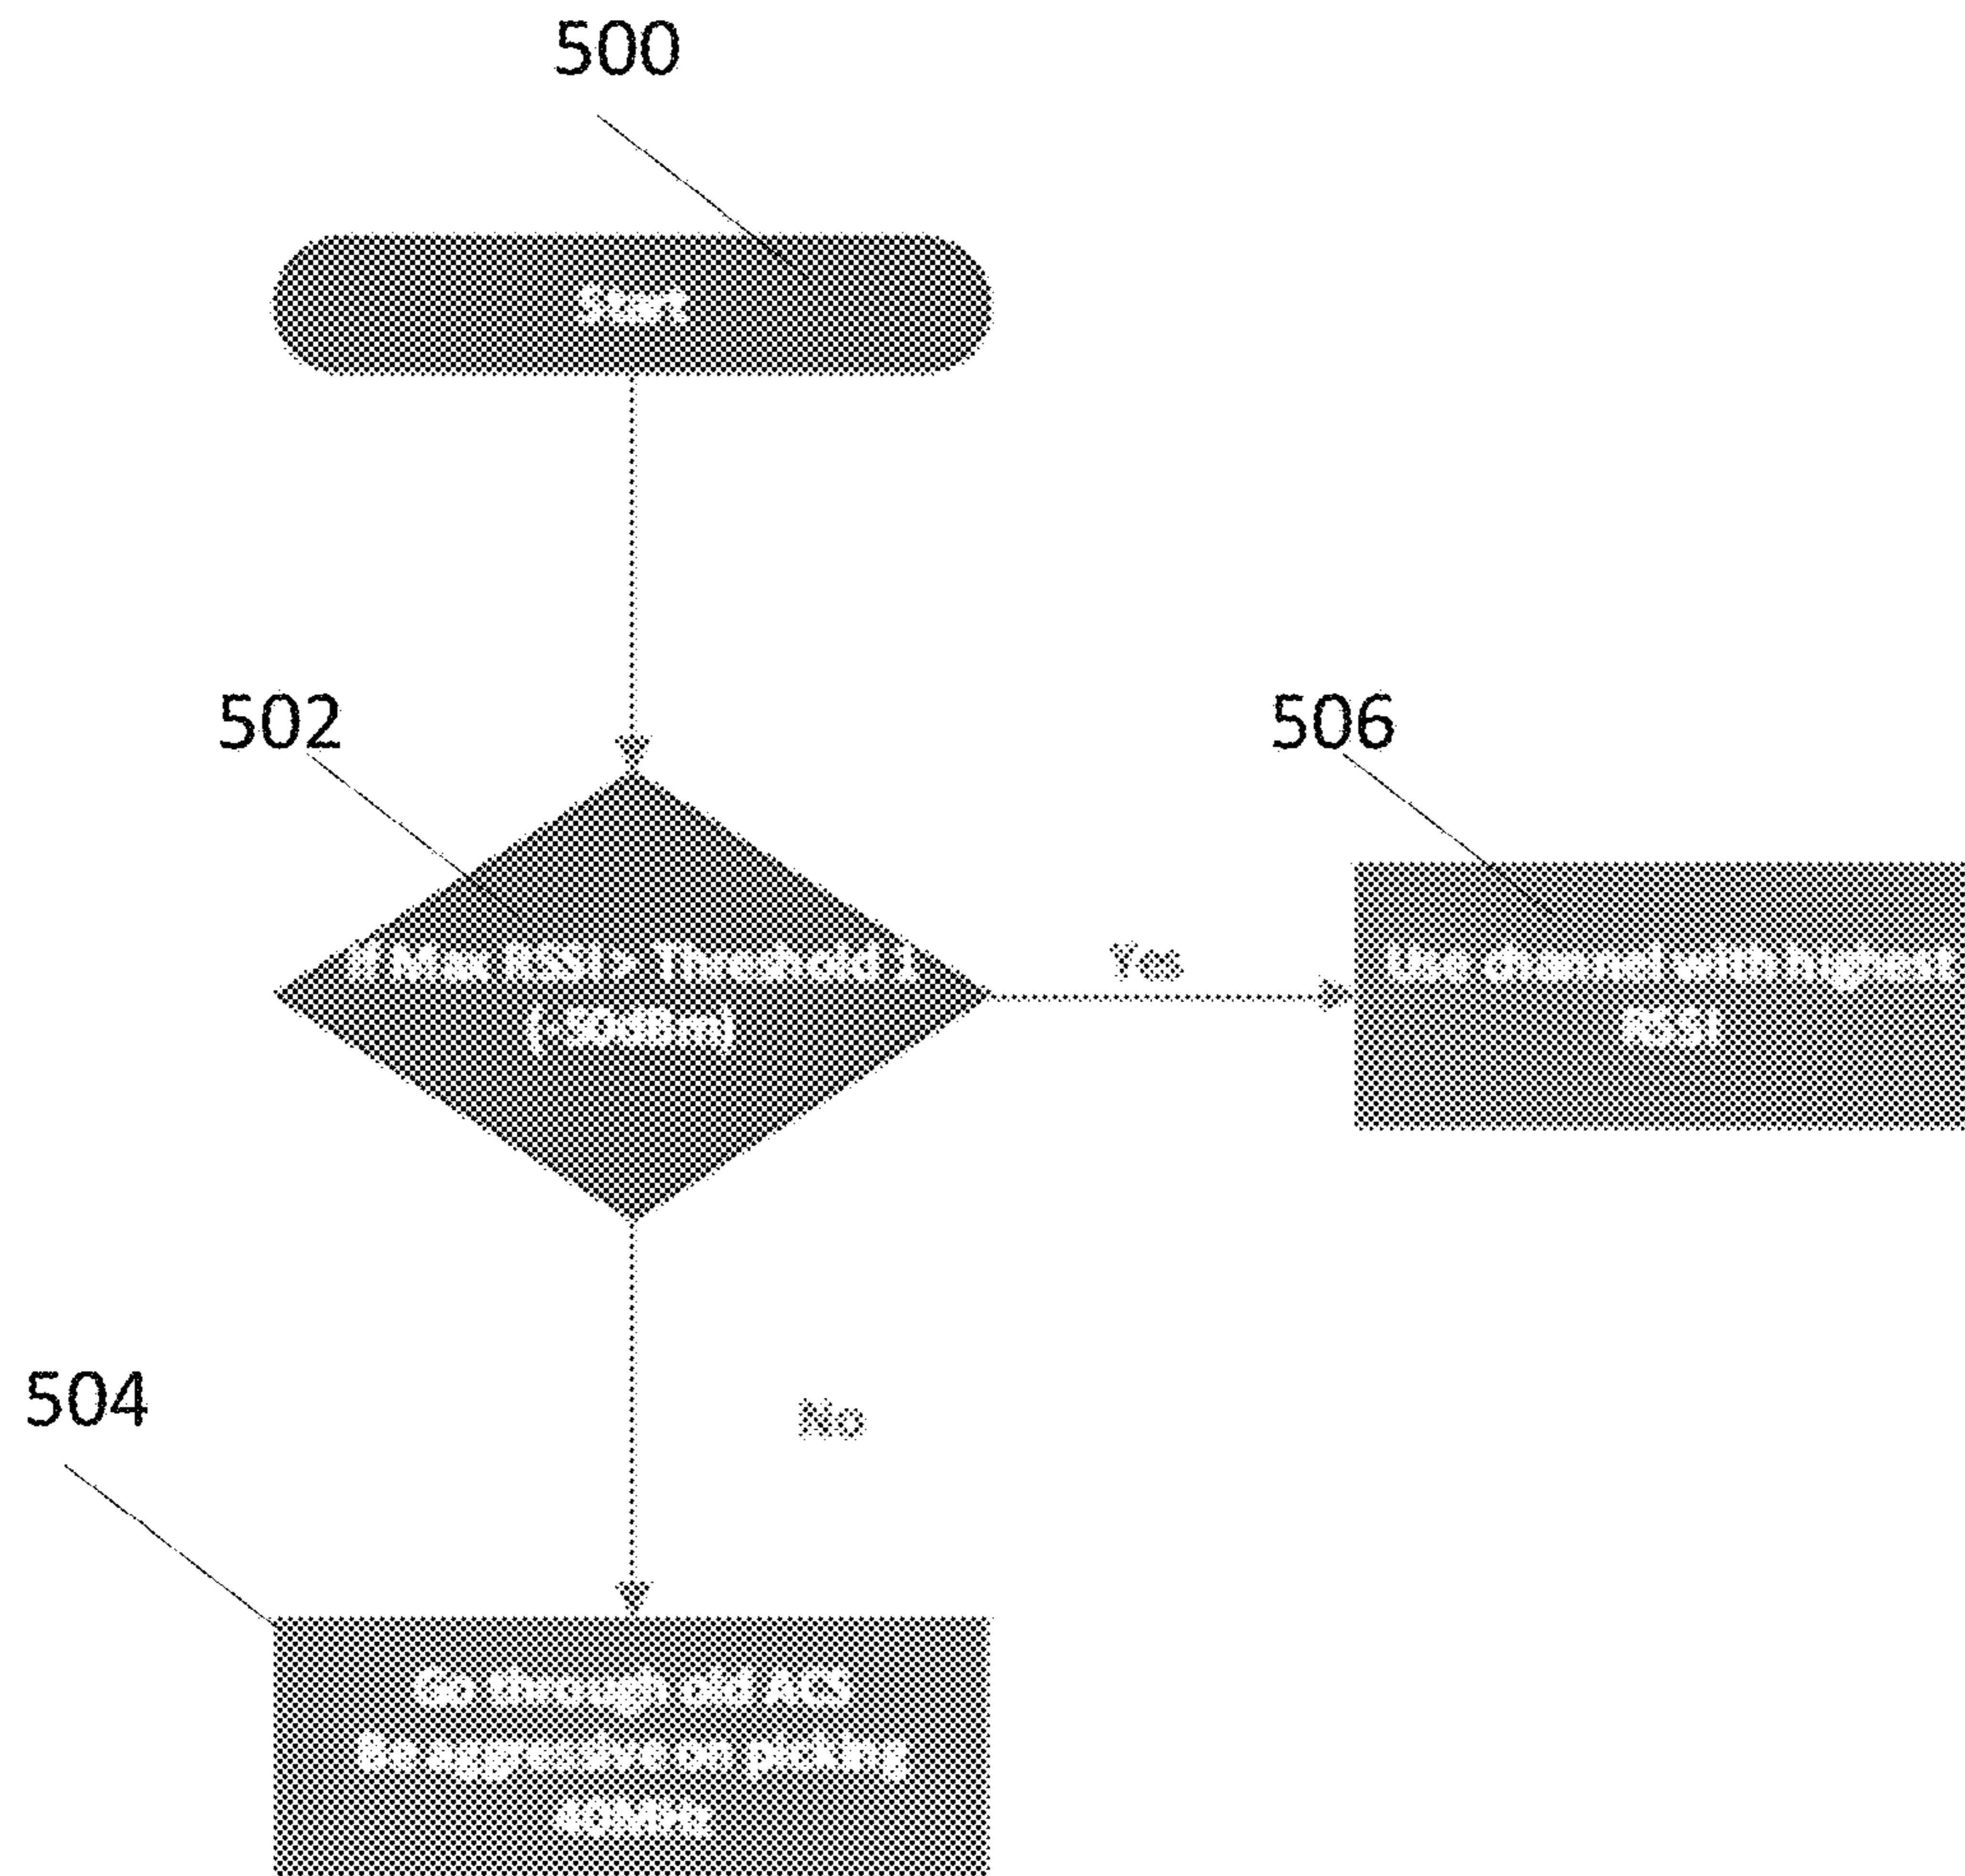 500
Start
502
506
If Max RSSI > Threshold 1
(-50dBm)
Yes
Use channel with highest
RSSI
504
No
Go through old ACS
Be aggressive on picking
40MHz